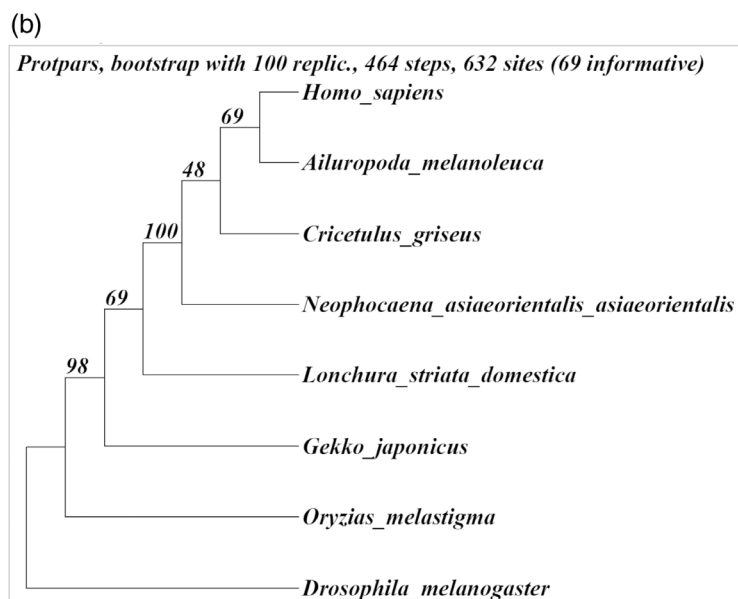 (b)
Protpars, bootstrap with 100 replic., 464 steps, 632 sites (69 informative)
Homo_sapiens
69
Ailuropoda_melanoleuca
48
Cricetulus_griseus
100
Neophocaena_asiaeorientalis_asiaeorientalis
69
Lonchura_striata_domestica
98
Gekko_japonicus
Oryzias_melastigma
Drosophila_melanogaster